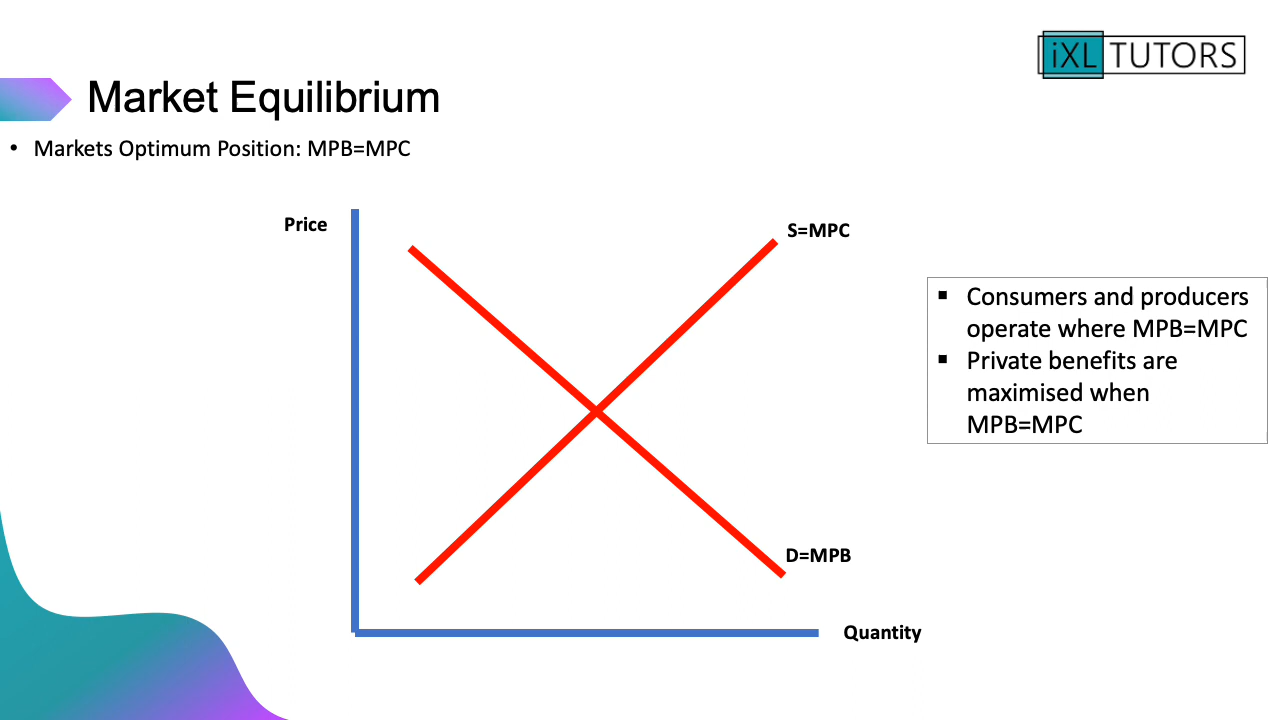 iXL TUTORS
Market Equilibrium
• Markets Optimum Position: MPB=MPC
Price
S=MPC
▪ Consumers and producers
operate where MPB=MPC
▪ Private benefits are
maximised when
MPB=MPC
D=MPB
Quantity